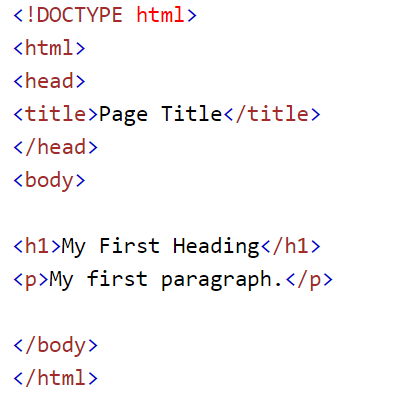 <!DOCTYPE html>
<html>
<head>
<title>Page Title</title>
</head>
<body>
<h1>My First Heading</h1>
<p>My first paragraph.</p>
</body>
</html>